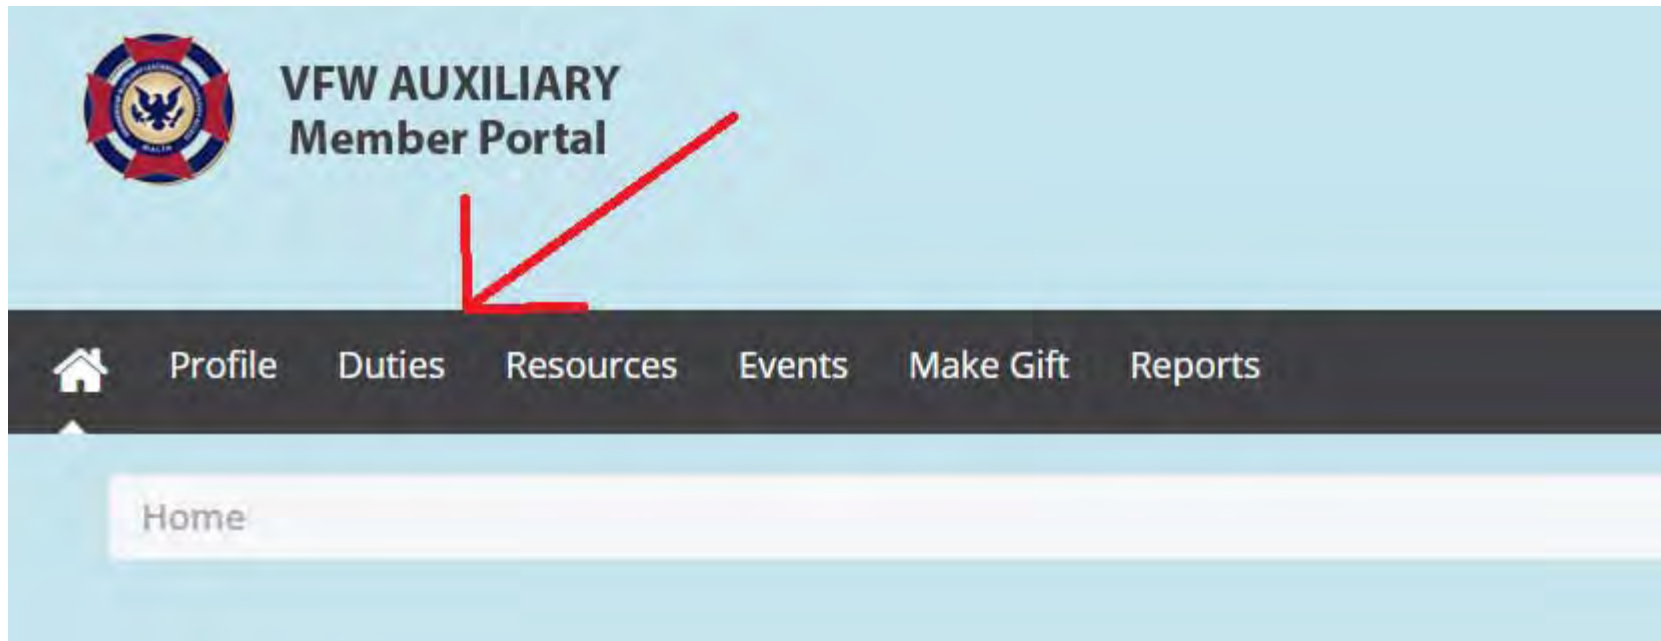 VFW AUXILIARY
Member Portal
Profile Duties Resources Events Make Gift Reports
Home